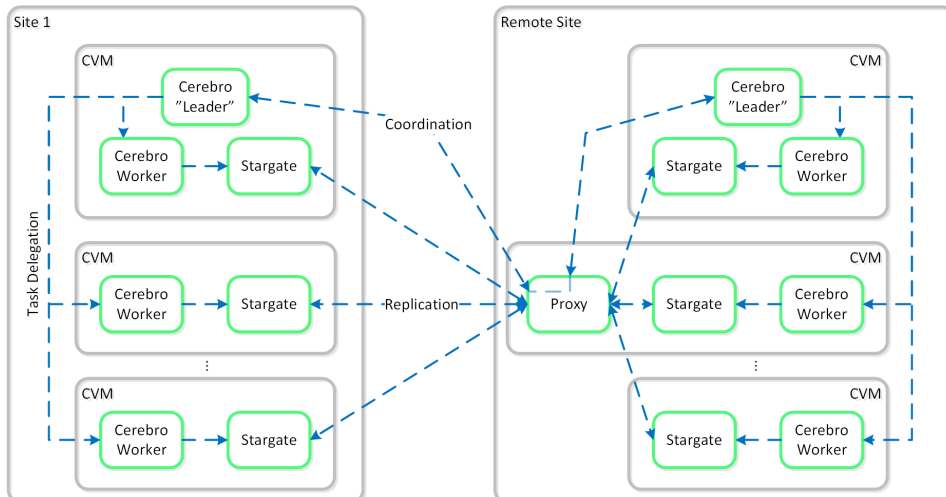 Site 1
CVM
Cerebro
”Leader”
Cerebro
Worker
Stargate
Task Delegation
CVM
Cerebro
Worker
Stargate
⋮
CVM
Cerebro
Worker
Stargate
Coordination
Replication
Remote Site
CVM
Cerebro
”Leader”
Stargate
Cerebro
Worker
CVM
Proxy
Stargate
Cerebro
Worker
⋮
CVM
Stargate
Cerebro
Worker